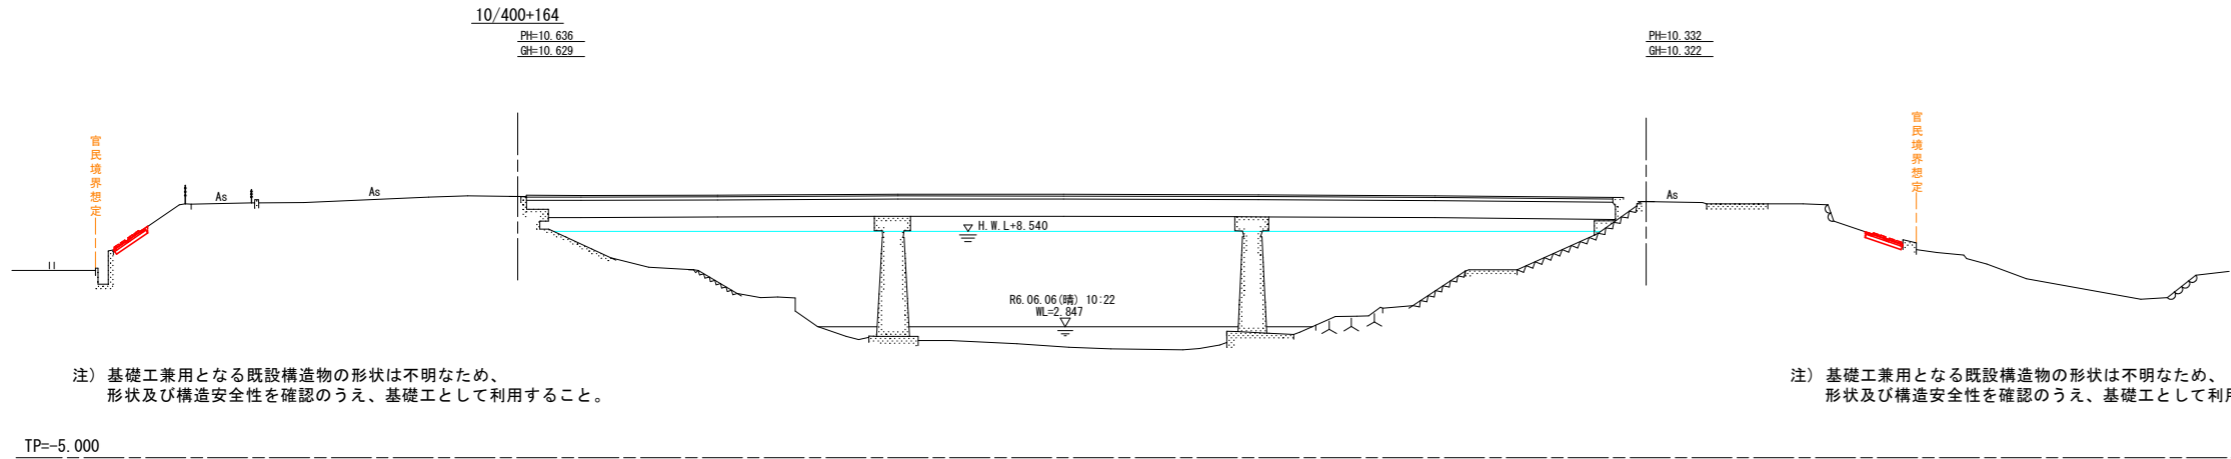 10/400+164
PH=10.636
GH=10.629
PH=10.332
GH=10.322
官民境界想定
官民境界想定
As
As
As
H.W.L+8.540
R6.06.06(晴) 10:22
WL=2.847
注) 基礎工兼用となる既設構造物の形状は不明なため、
形状及び構造安全性を確認のうえ、基礎工として利用すること。
注) 基礎工兼用となる既設構造物の形状は不明なため、
形状及び構造安全性を確認のうえ、基礎工として利用
TP=-5.000